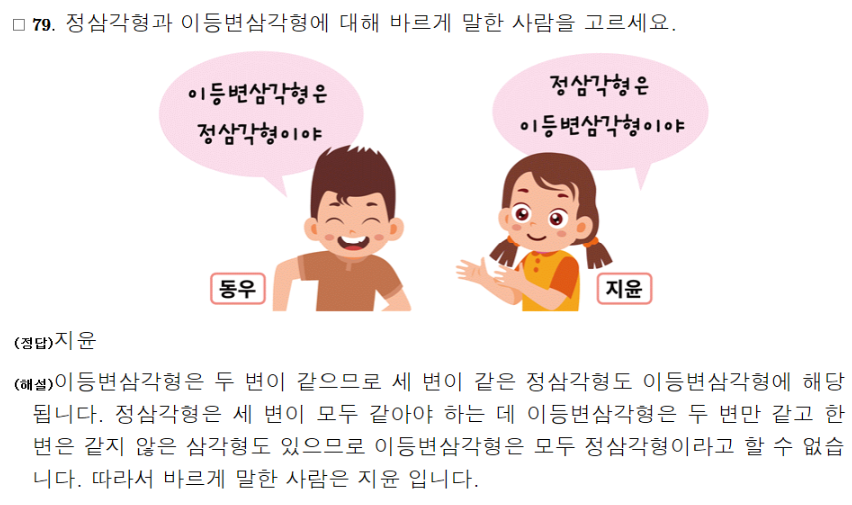 □ 79. 정삼각형과 이등변삼각형에 대해 바르게 말한 사람을 고르세요.
이등변삼각형은
정삼각형이야
정삼각형은
이등변삼각형이야
동우
지윤
(정답)지윤
(해설)이등변삼각형은 두 변이 같으므로 세 변이 같은 정삼각형도 이등변삼각형에 해당
됩니다. 정삼각형은 세 변이 모두 같아야 하는 데 이등변삼각형은 두 변만 같고 한
변은 같지 않은 삼각형도 있으므로 이등변삼각형은 모두 정삼각형이라고 할 수 없습
니다. 따라서 바르게 말한 사람은 지윤 입니다.